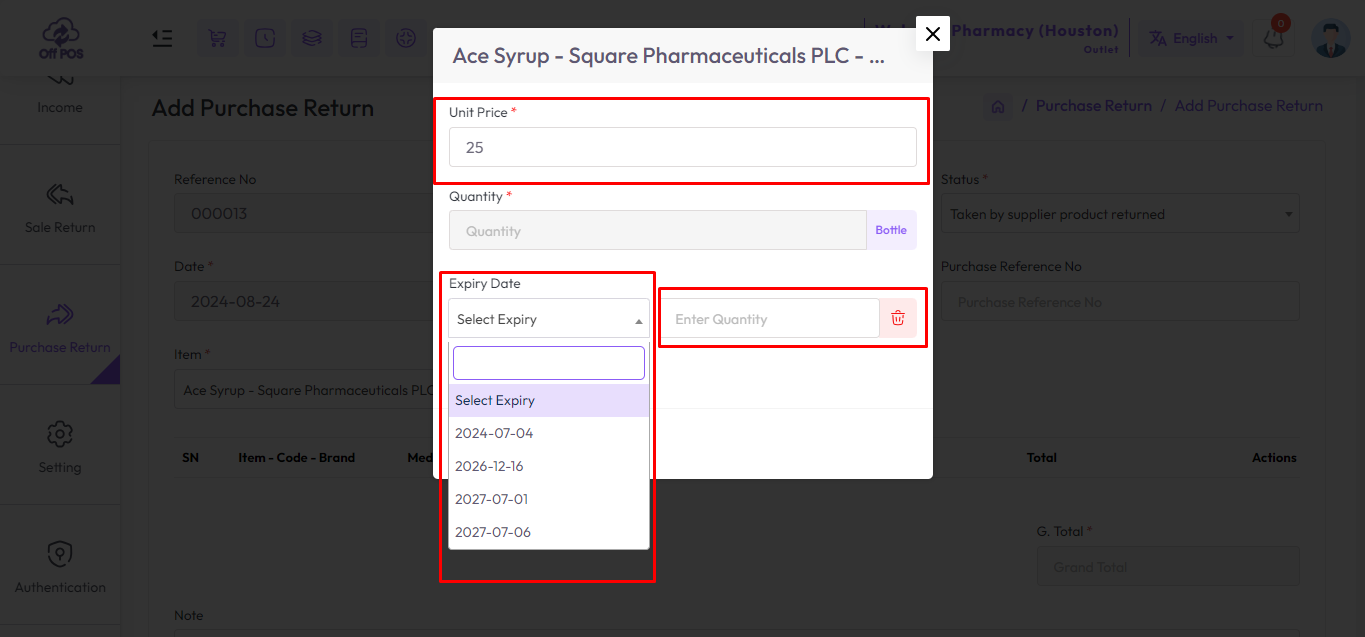 Off POS
Pharmacy (Houston)
Outlet
English
0
Ace Syrup - Square Pharmaceuticals PLC - ...
Income
Add Purchase Return
/ Purchase Return / Add Purchase Return
Unit Price *
25
Reference No
000013
Status *
Taken by supplier product returned
Quantity *
Quantity
Bottle
Sale Return
Date *
2024-08-24
Purchase Reference No
Purchase Reference No
Expiry Date
Select Expiry
Enter Quantity
Select Expiry
2024-07-04
2026-12-16
2027-07-01
2027-07-06
Purchase Return
Item *
Ace Syrup - Square Pharmaceuticals PLC
SN
Item - Code - Brand
Total
Actions
Setting
G. Total *
Grand Total
Authentication
Note